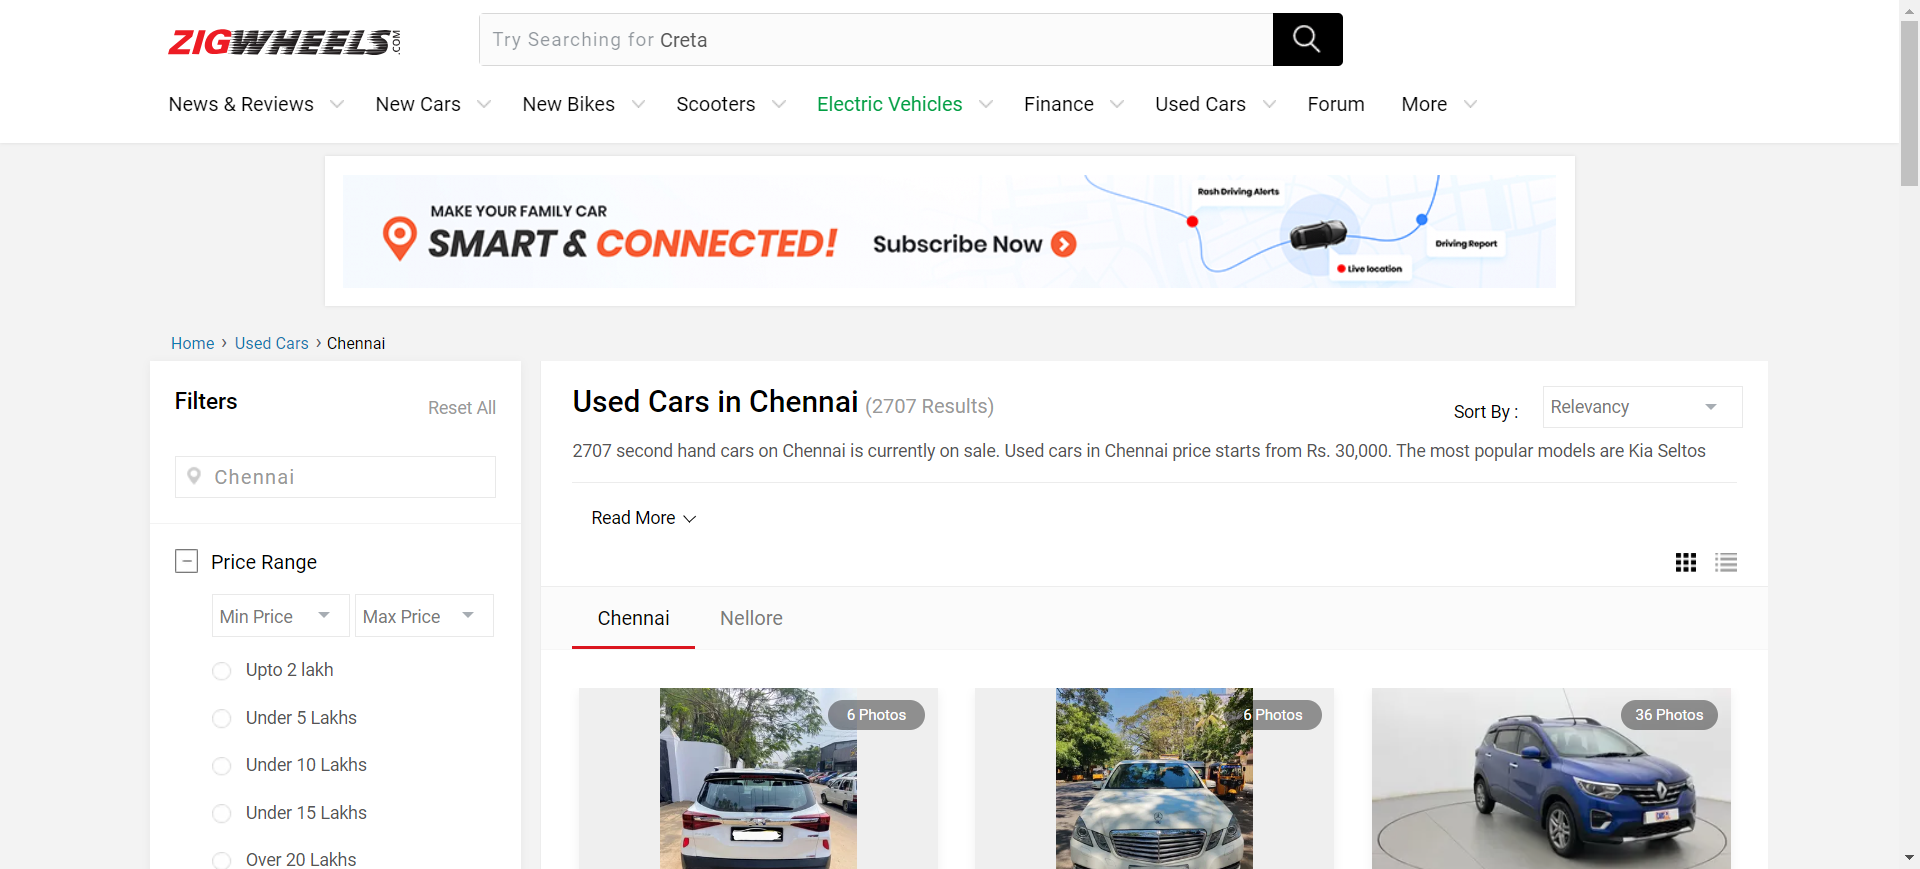 ZIGWHEELS.COM
Try Searching for Creta
News & Reviews New Cars New Bikes Scooters Electric Vehicles Finance Used Cars Forum More
MAKE YOUR FAMILY CAR
SMART & CONNECTED!
Subscribe Now
Rash Driving Alerts
Driving Report
Live location
Home › Used Cars › Chennai
Filters
Reset All
Chennai
Price Range
Min Price Max Price
Upto 2 lakh
Under 5 Lakhs
Under 10 Lakhs
Under 15 Lakhs
Over 20 Lakhs
Used Cars in Chennai (2707 Results)
Sort By : Relevancy
2707 second hand cars on Chennai is currently on sale. Used cars in Chennai price starts from Rs. 30,000. The most popular models are Kia Seltos
Read More
Chennai Nellore
6 Photos
6 Photos
36 Photos